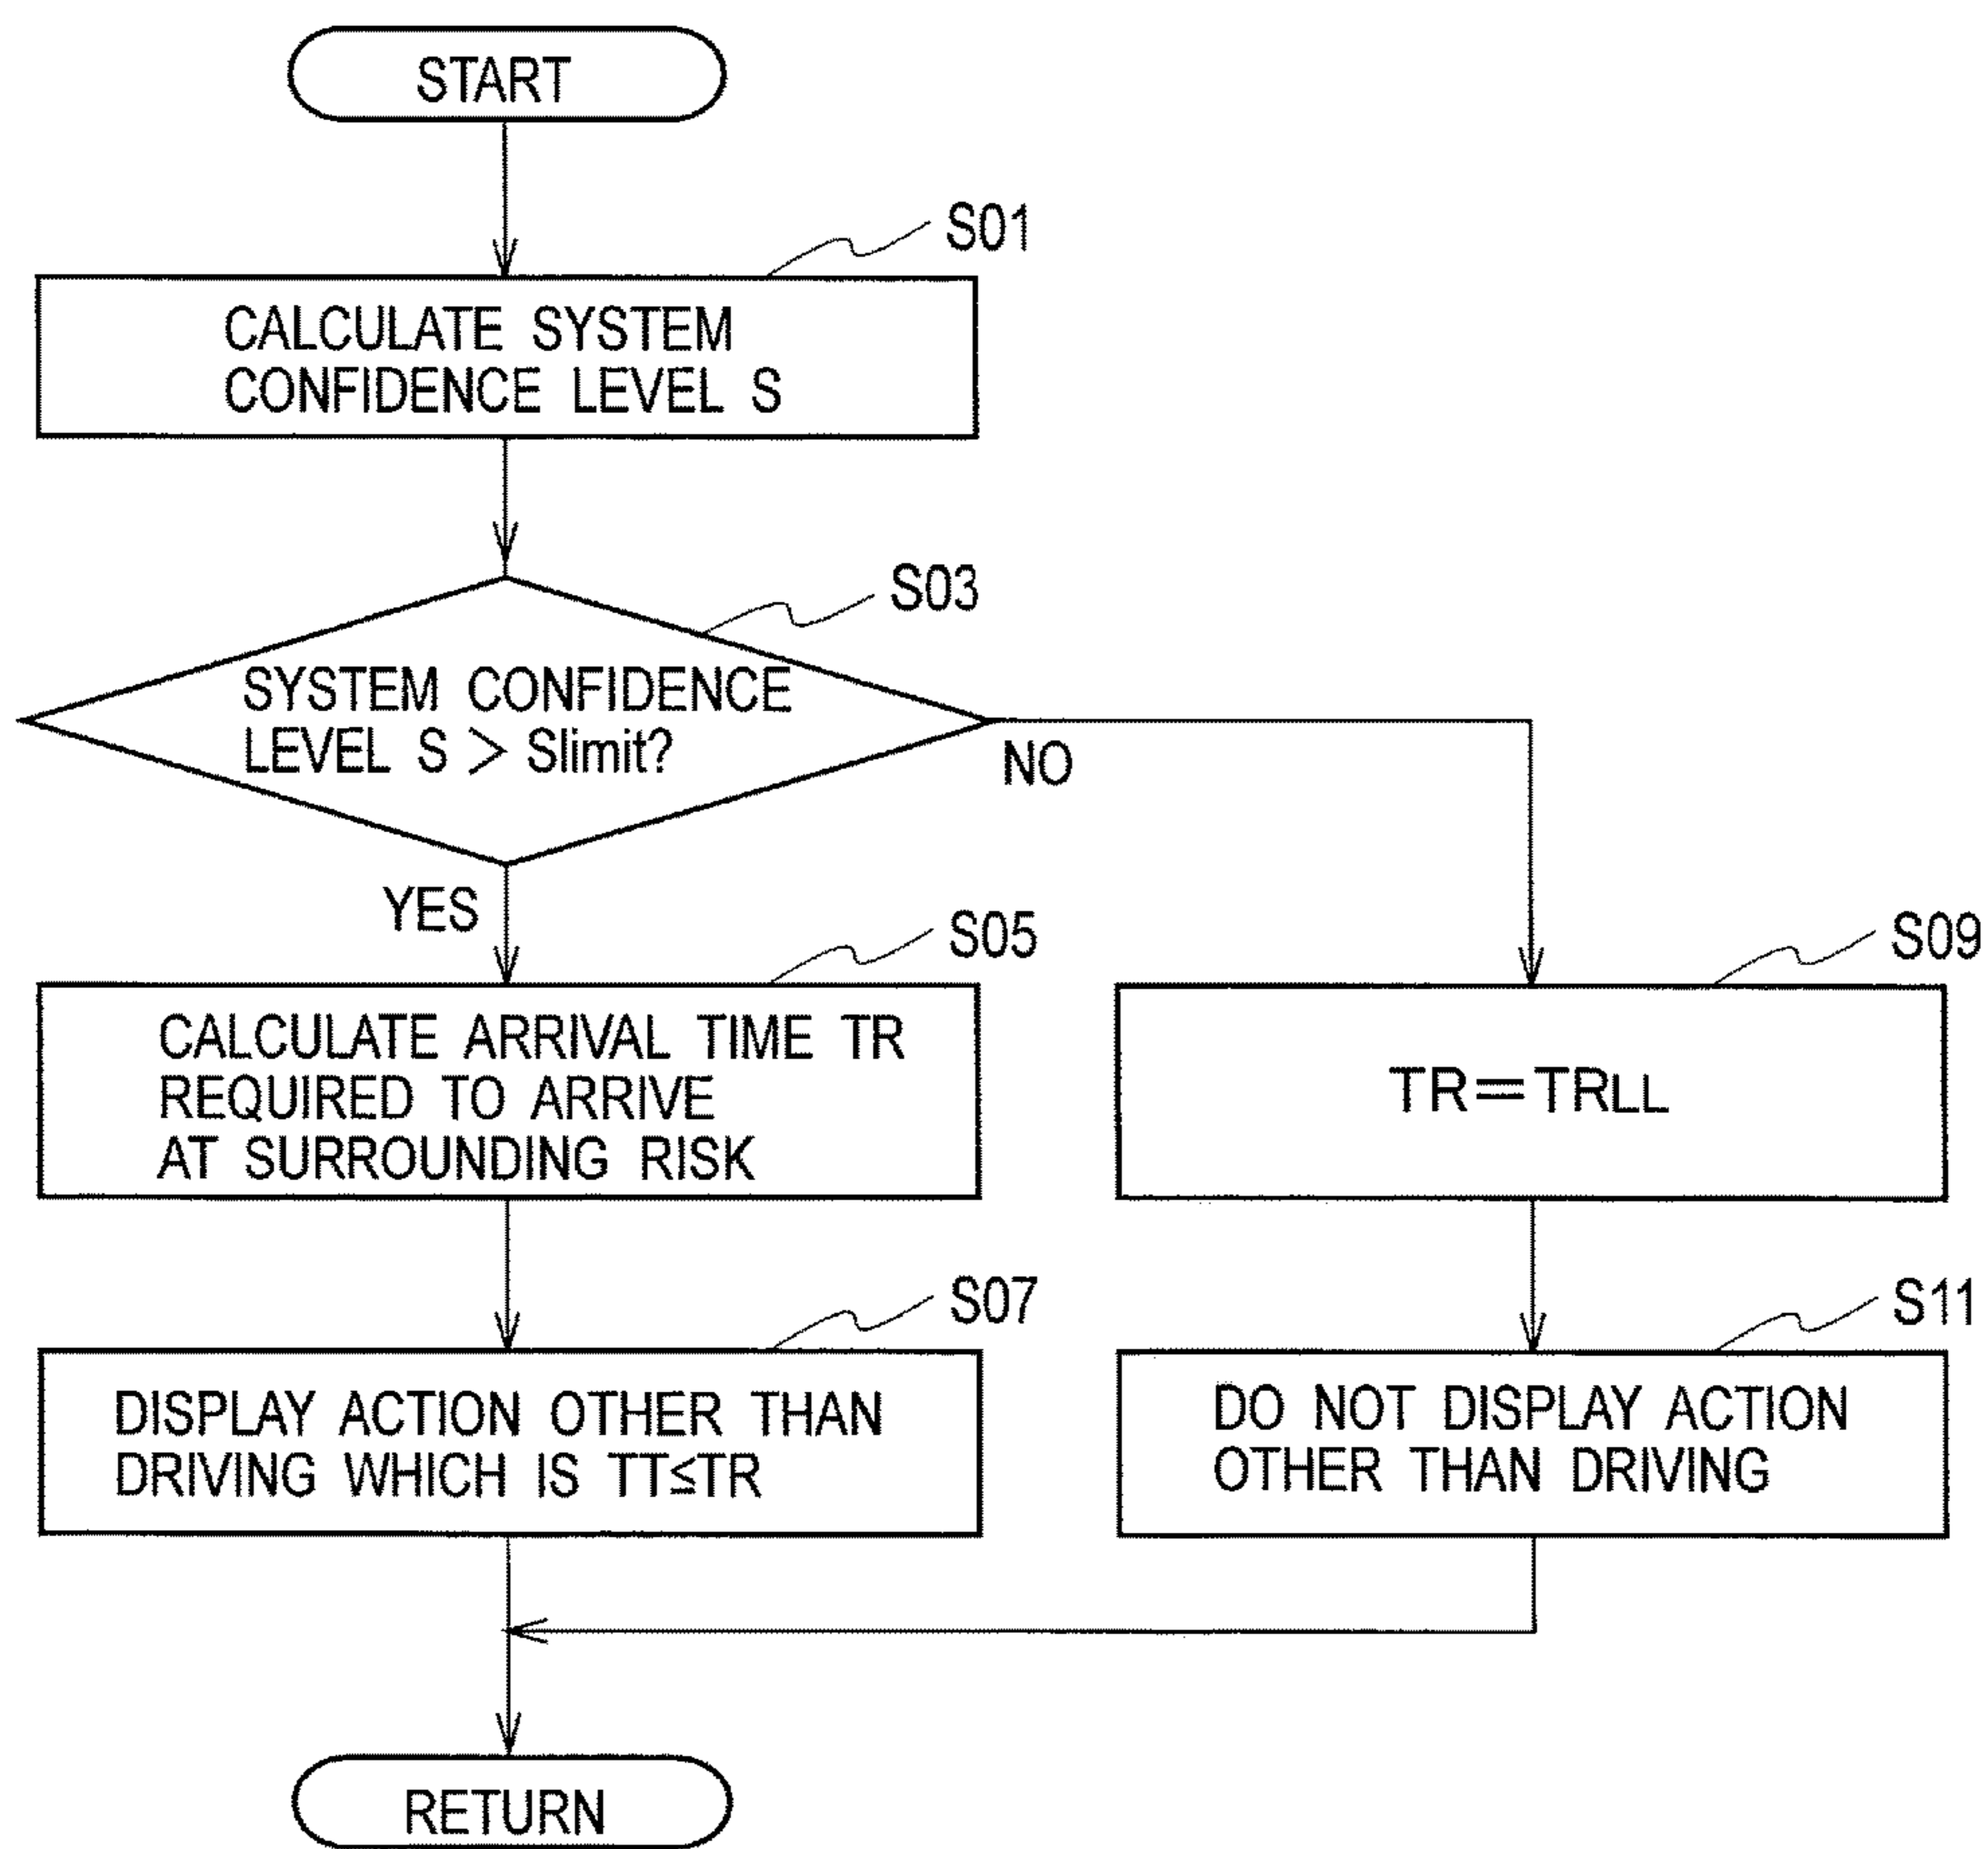 START
S01
CALCULATE SYSTEM
CONFIDENCE LEVEL S
S03
SYSTEM CONFIDENCE
LEVEL S > Slimit?
NO
YES
S05
CALCULATE ARRIVAL TIME TR
REQUIRED TO ARRIVE
AT SURROUNDING RISK
S09
TR=TRLL
S07
DISPLAY ACTION OTHER THAN
DRIVING WHICH IS TT≤TR
S11
DO NOT DISPLAY ACTION
OTHER THAN DRIVING
RETURN